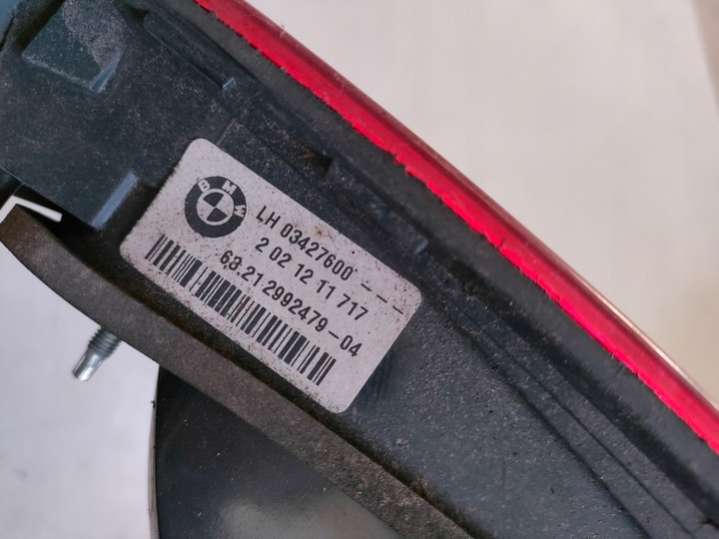 BMW
LH 03427600 ---
2 02 12 11 717
63.21 2992479-04